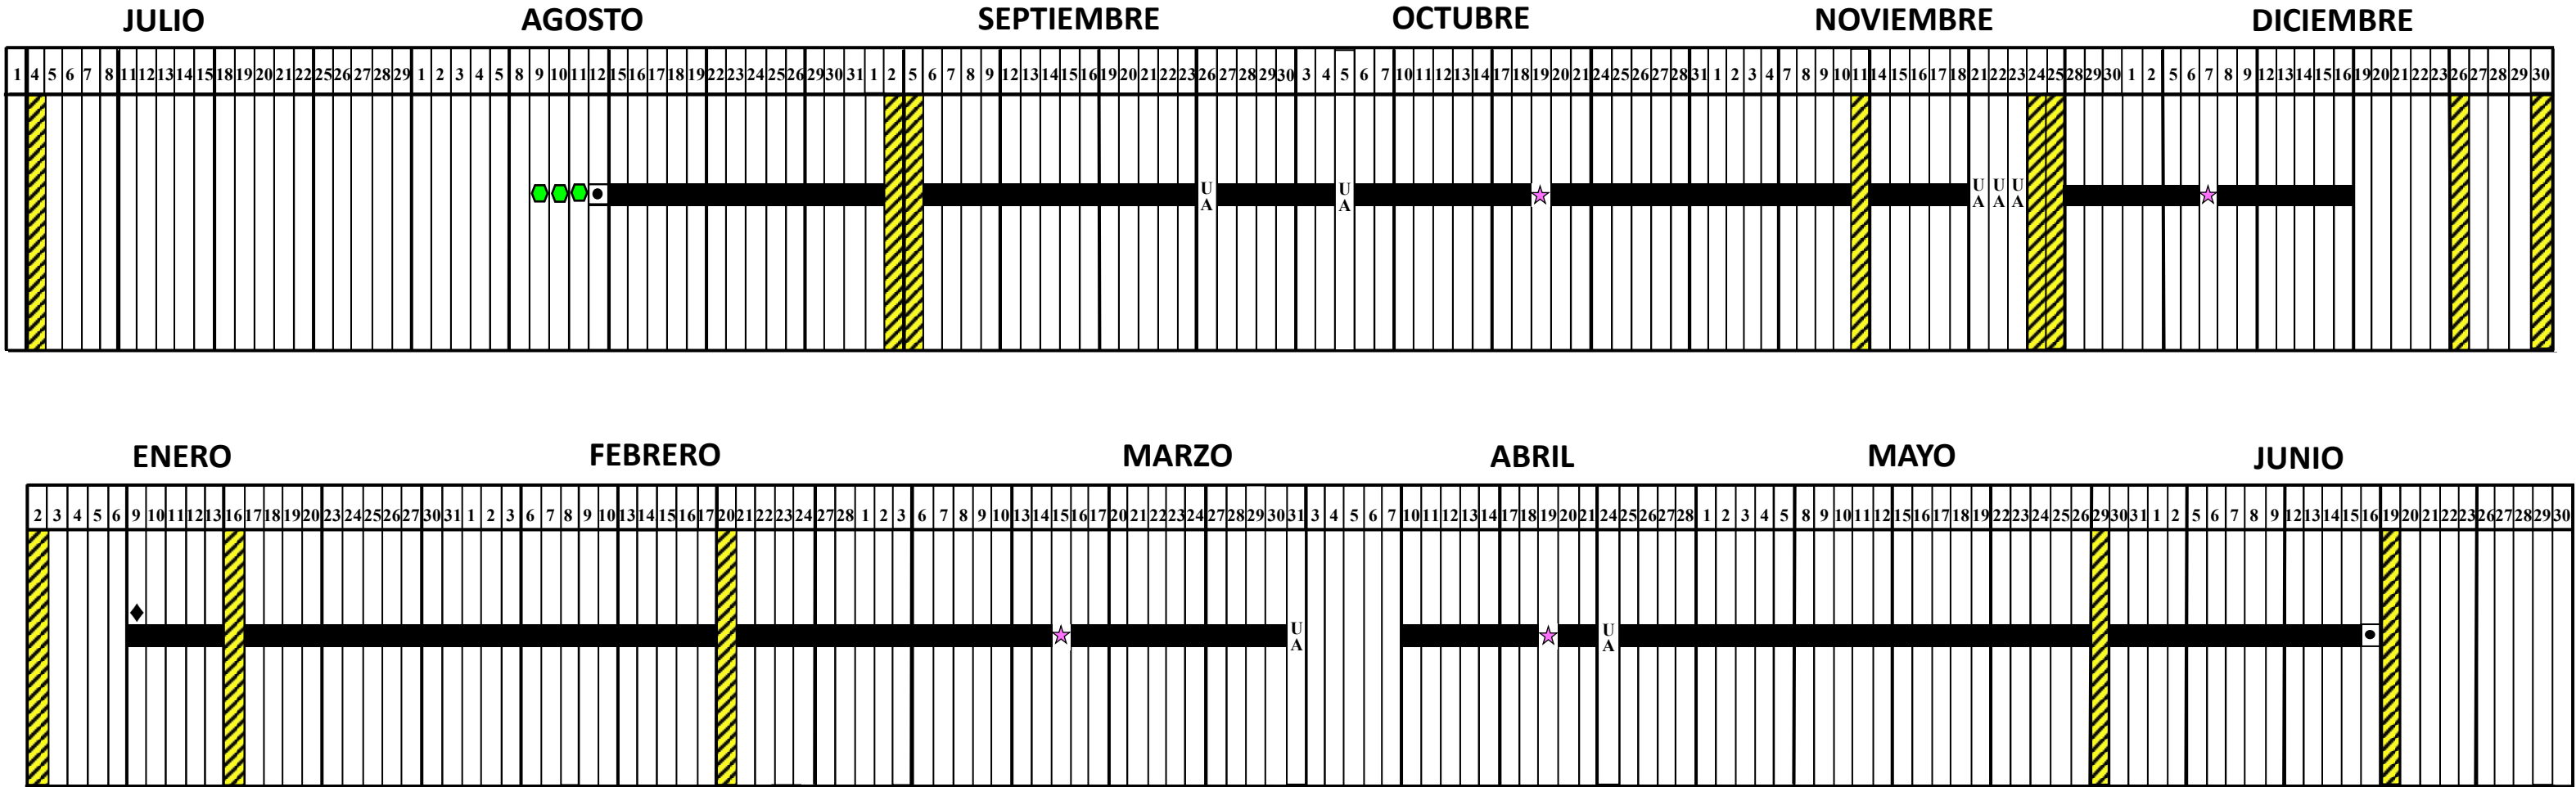 JULIO AGOSTO SEPTIEMBRE OCTUBRE NOVIEMBRE DICIEMBRE
1 4 5 6 7 8 11 12 13 14 15 18 19 20 21 22 25 26 27 28 29 1 2 3 4 5 8 9 10 11 12 15 16 17 18 19 22 23 24 25 26 29 30 31 1 2 5 6 7 8 9 12 13 14 15 16 19 20 21 22 23 26 27 28 29 30 3 4 5 6 7 10 11 12 13 14 17 18 19 20 21 24 25 26 27 28 31 1 2 3 4 7 8 9 10 11 14 15 16 17 18 21 22 23 24 25 28 29 30 1 2 5 6 7 8 9 12 13 14 15 16 19 20 21 22 23 26 27 28 29 30
U U U U U
A A A A A
ENERO FEBRERO MARZO ABRIL MAYO JUNIO
2 3 4 5 6 9 10 11 12 13 16 17 18 19 20 23 24 25 26 27 30 31 1 2 3 6 7 8 9 10 13 14 15 16 17 20 21 22 23 24 27 28 1 2 3 6 7 8 9 10 13 14 15 16 17 20 21 22 23 24 27 28 29 30 31 3 4 5 6 7 10 11 12 13 14 17 18 19 20 21 24 25 26 27 28 1 2 3 4 5 8 9 10 11 12 15 16 17 18 19 22 23 24 25 26 29 30 31 1 2 5 6 7 8 9 12 13 14 15 16 19 20 21 22 23 26 27 28 29 30
U U
A A